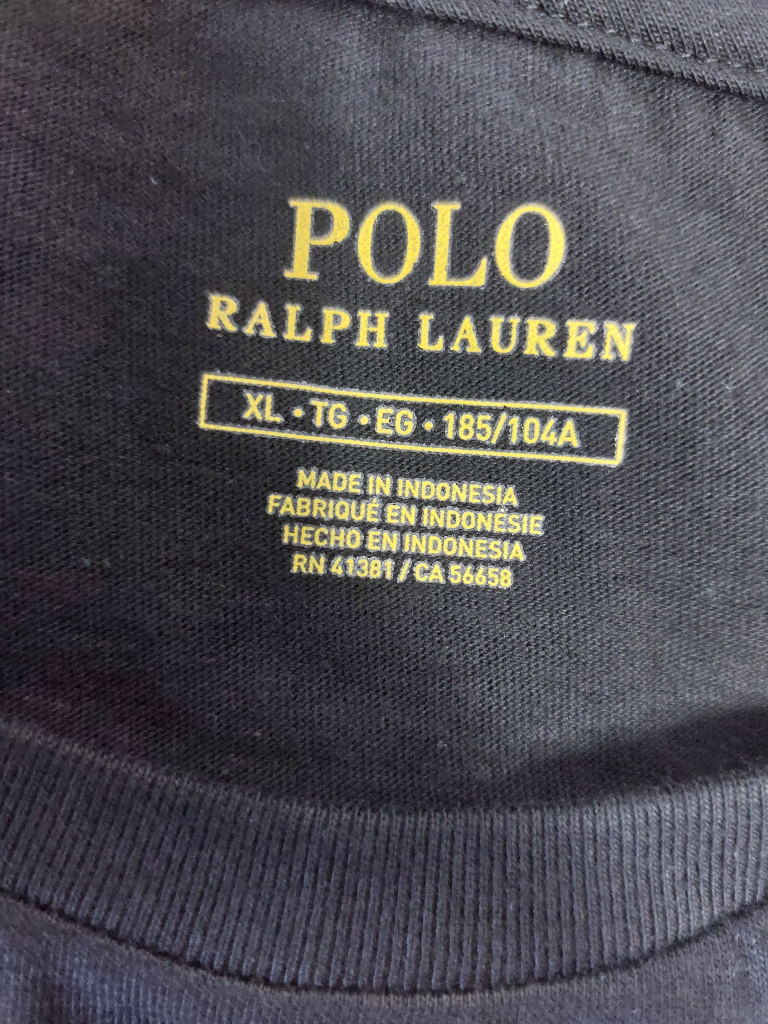 POLO
RALPH LAUREN
XL • TG • EG • 185/104A
MADE IN INDONESIA
FABRIQUÉ EN INDONÉSIE
HECHO EN INDONESIA
RN 41381 / CA 56658